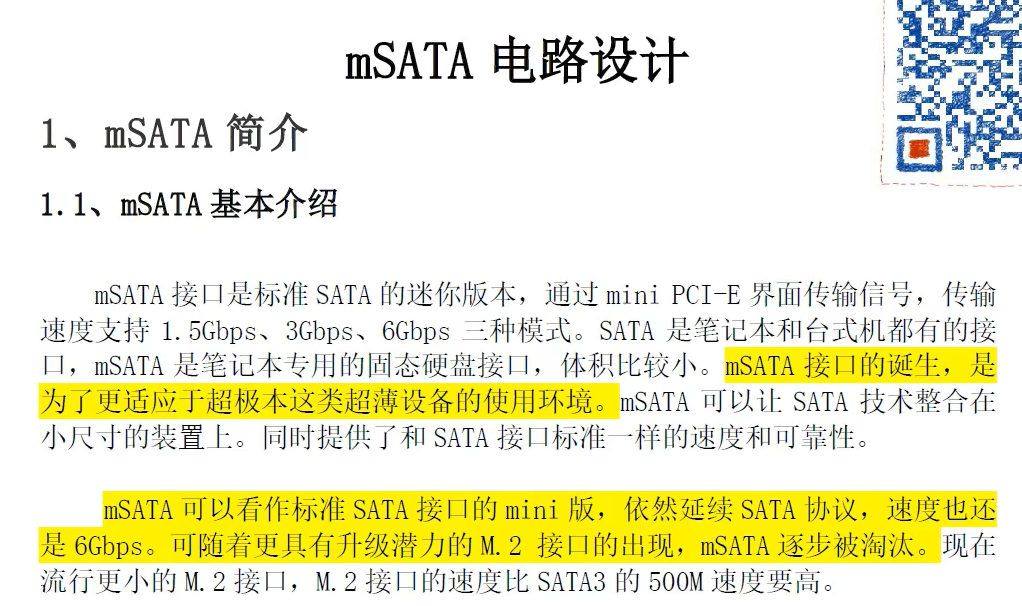 mSATA 电路设计
1、mSATA 简介
1.1、mSATA 基本介绍
mSATA 接口是标准 SATA 的迷你版本，通过 mini PCI-E 界面传输信号，传输
速度支持 1.5Gbps、3Gbps、6Gbps 三种模式。SATA 是笔记本和台式机都有的接
口，mSATA 是笔记本专用的固态硬盘接口，体积比较小。mSATA 接口的诞生，是
为了更适应于超极本这类超薄设备的使用环境。mSATA 可以让 SATA 技术整合在
小尺寸的装置上。同时提供了和 SATA 接口标准一样的速度和可靠性。
mSATA 可以看作标准 SATA 接口的 mini 版，依然延续 SATA 协议，速度也还
是 6Gbps。可随着更具有升级潜力的 M.2 接口的出现，mSATA 逐步被淘汰。现在
流行更小的 M.2 接口，M.2 接口的速度比 SATA3 的 500M 速度要高。